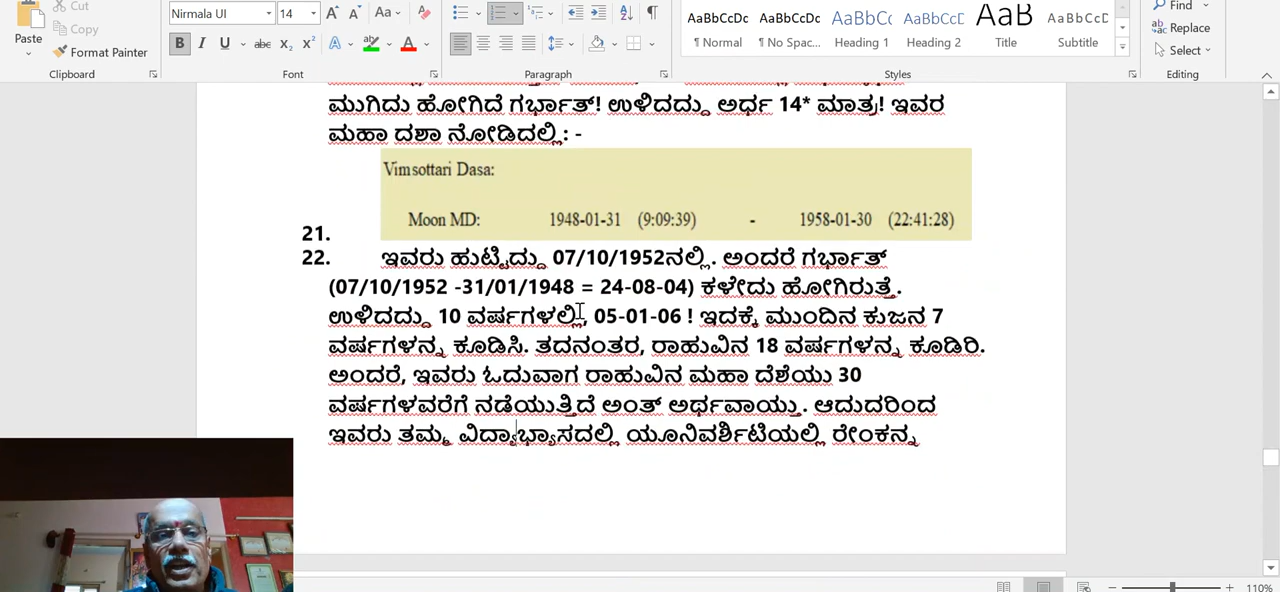 Cut
Copy
Paste
Format Painter
Clipboard
Nirmala UI
14
Aa
B I U abc X₂ X² A A
Font
Paragraph
AaBbCcDc AaBbCcDc AaBbCc AaBbCcD AaB AaBbCcD
¶ Normal ¶ No Spac... Heading 1 Heading 2 Title Subtitle
Styles
Find
Replace
Select
Editing
ಮುಗಿದು ಹೋಗಿದೆ ಗರ್ಭಾತ್! ಉಳಿದದ್ದು ಅರ್ಧ 14* ಮಾತ್ರ! ಇವರ
ಮಹಾ ದಶಾ ನೋಡಿದಲ್ಲಿ: -
Vimsottari Dasa:
Moon MD: 1948-01-31 (9:09:39) - 1958-01-30 (22:41:28)
21.
22. ಇವರು ಹುಟ್ಟಿದ್ದು 07/10/1952ನಲ್ಲಿ. ಅಂದರೆ ಗರ್ಭಾತ್
(07/10/1952 -31/01/1948 = 24-08-04) ಕಳೇದು ಹೋಗಿರುತ್ತೆ.
ಉಳಿದದ್ದು 10 ವರ್ಷಗಳಲ್ಲಿ, 05-01-06 ! ಇದಕ್ಕೆ ಮುಂದಿನ ಕುಜನ 7
ವರ್ಷಗಳನ್ನ ಕೂಡಿಸಿ. ತದನಂತರ, ರಾಹುವಿನ 18 ವರ್ಷಗಳನ್ನ ಕೂಡಿರಿ.
ಅಂದರೆ, ಇವರು ಓದುವಾಗ ರಾಹುವಿನ ಮಹಾ ದೆಶೆಯು 30
ವರ್ಷಗಳವರೆಗೆ ನಡೆಯುತ್ತಿದೆ ಅಂತ್ ಅರ್ಥವಾಯ್ತು. ಆದುದರಿಂದ
ಇವರು ತಮ್ಮ ವಿದ್ಯಾಭ್ಯಾಸದಲ್ಲಿ ಯೂನಿವರ್ಶಿಟಿಯಲ್ಲಿ ರೇಂಕನ್ನ
110%